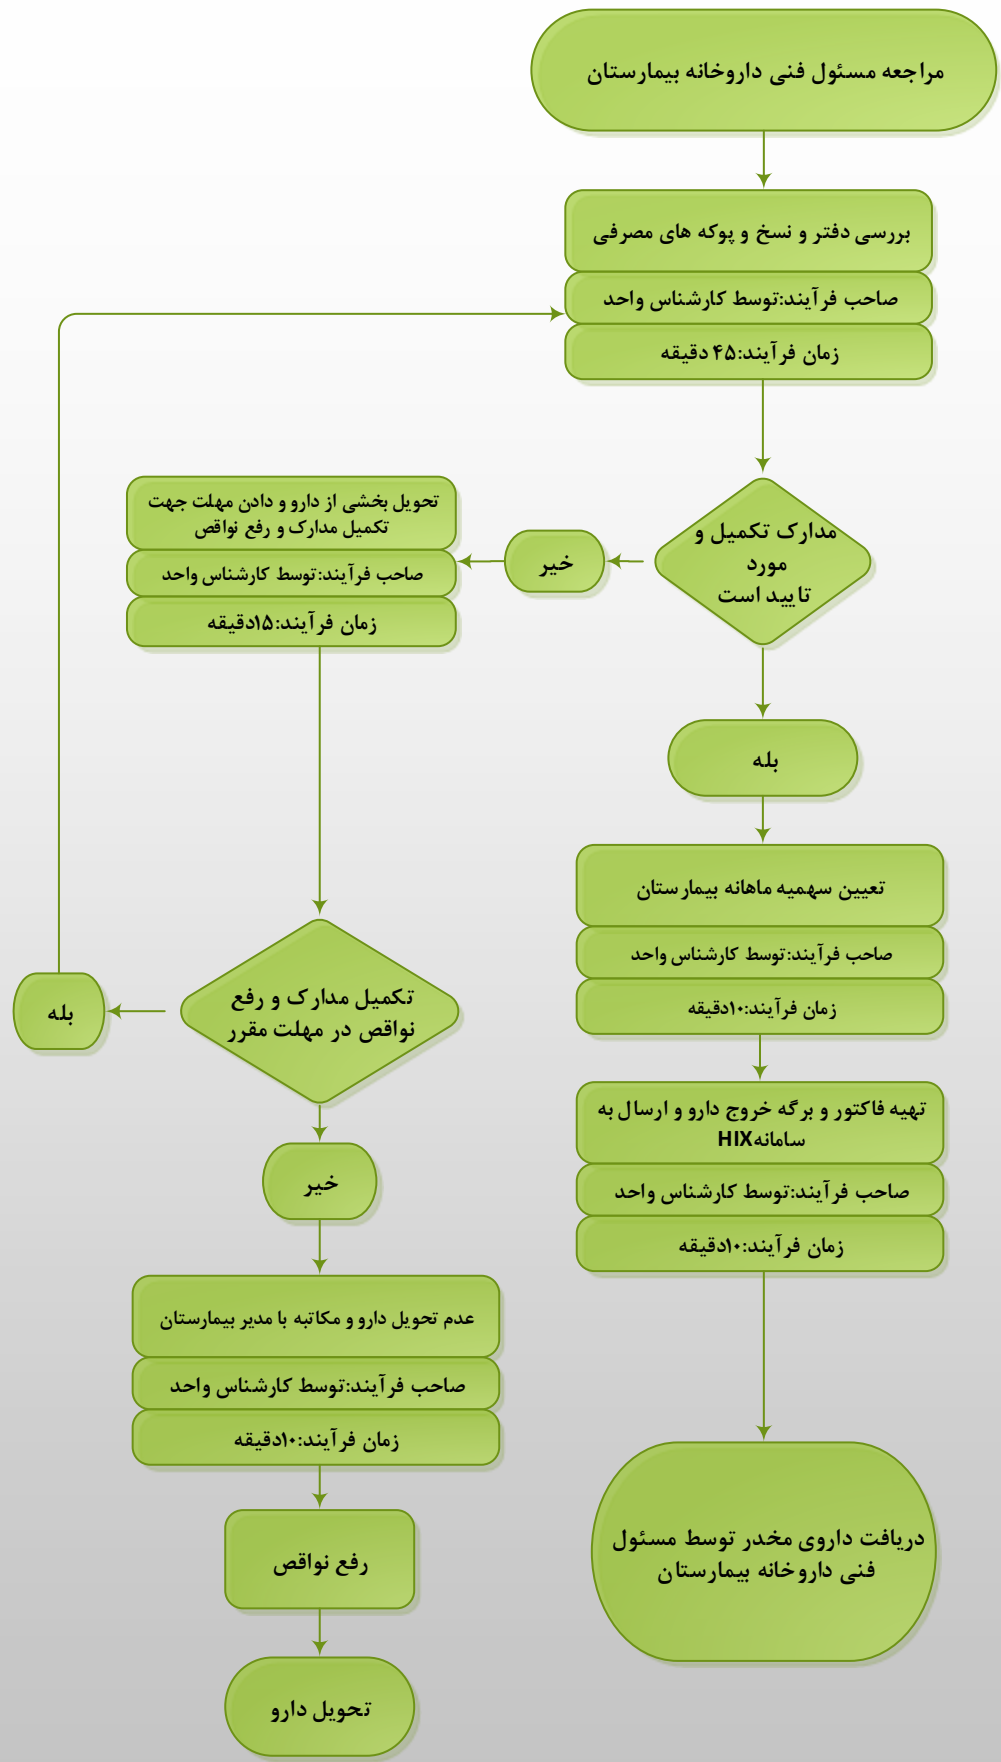 مراجعه مسئول فنی داروخانه بیمارستان
بررسی دفتر و نسخ و پوکه های مصرفی
صاحب فرآیند:توسط کارشناس واحد
زمان فرآیند:۴۵ دقیقه
مدارک تکمیل و
مورد
تایید است
خیر
تحویل بخشی از دارو و دادن مهلت جهت
تکمیل مدارک و رفع نواقص
صاحب فرآیند:توسط کارشناس واحد
زمان فرآیند:۱۵دقیقه
بله
تعیین سهمیه ماهانه بیمارستان
صاحب فرآیند:توسط کارشناس واحد
زمان فرآیند:۱۰دقیقه
تهیه فاکتور و برگه خروج دارو و ارسال به
سامانهHIX
صاحب فرآیند:توسط کارشناس واحد
زمان فرآیند:۱۰دقیقه
دریافت داروی مخدر توسط مسئول
فنی داروخانه بیمارستان
تکمیل مدارک و رفع
نواقص در مهلت مقرر
بله
خیر
عدم تحویل دارو و مکاتبه با مدیر بیمارستان
صاحب فرآیند:توسط کارشناس واحد
زمان فرآیند:۱۰دقیقه
رفع نواقص
تحویل دارو